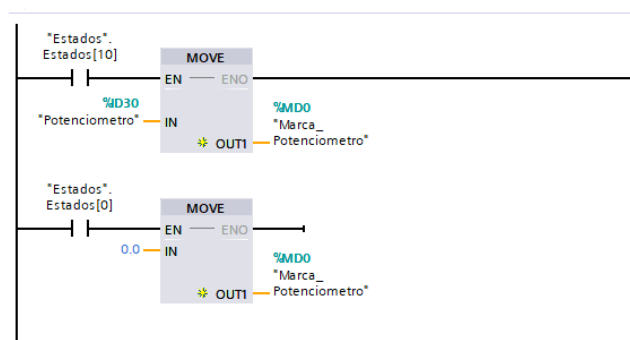 "Estados".
Estados[10]
MOVE
EN ENO
%ID30
"Potenciometro" IN
%MD0
"Marca_
OUT1 Potenciometro"
"Estados".
Estados[0]
MOVE
EN ENO
0.0 IN
%MD0
"Marca_
OUT1 Potenciometro"